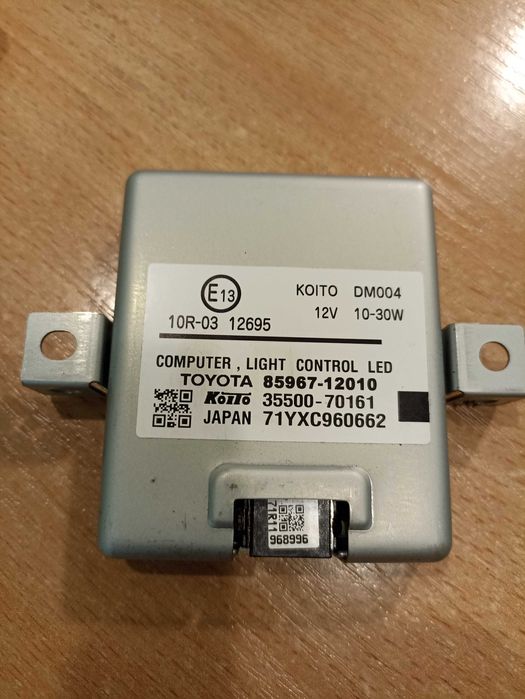 E13
KOITO DM004
10R-03 12695
12V 10-30W
COMPUTER , LIGHT CONTROL LED
TOYOTA 85967-12010
KOITO 35500-70161
JAPAN 71YXC960662
71R11
968996